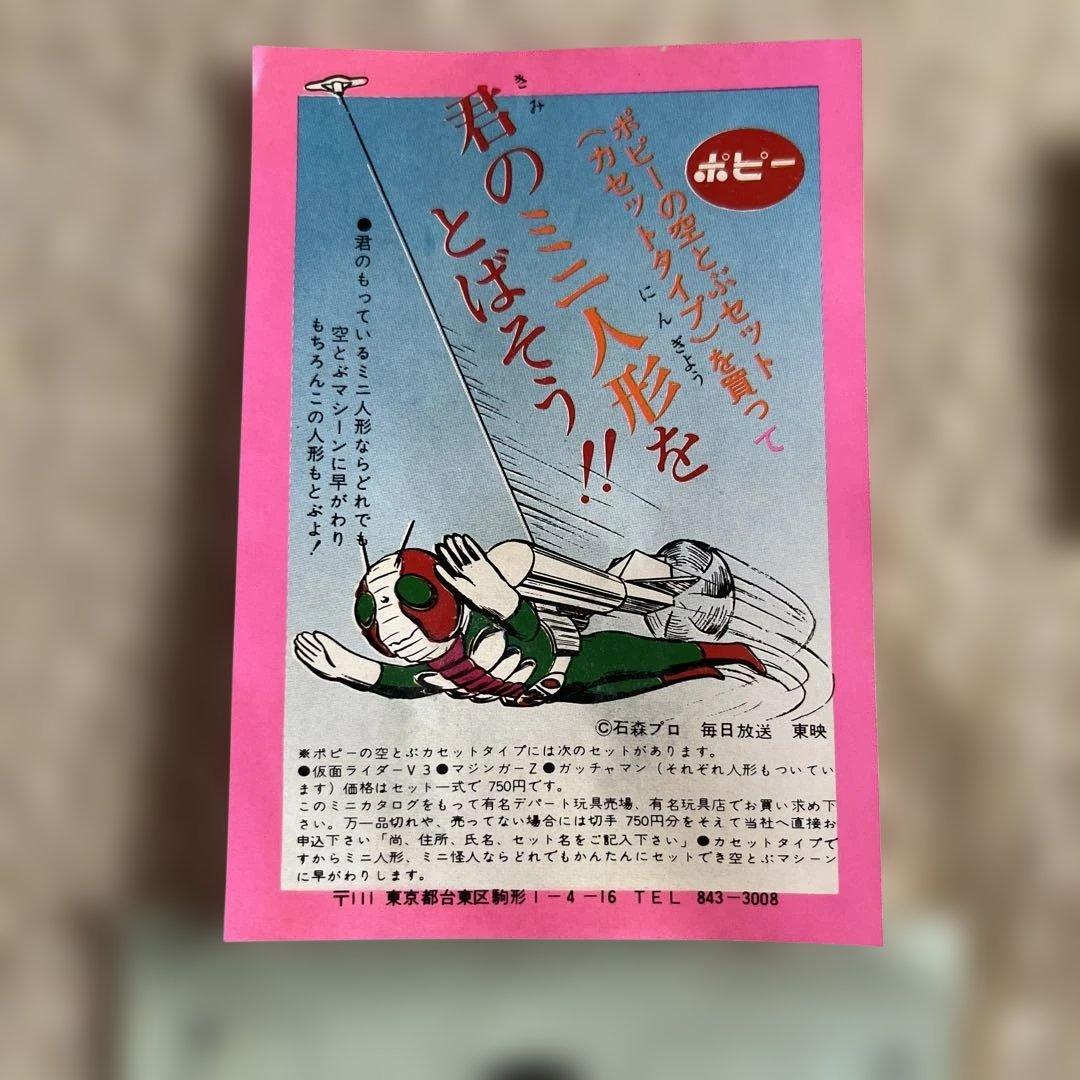 ポピー
ポピーの空とぶセット
（カセットタイプ）を買って
君のミニ人形を
きみ
にんぎょう
とばそう!!
●君のもっているミニ人形ならどれでも
空とぶマシーンに早がわり
もちろんこの人形もとぶよ！
©石森プロ 毎日放送 東映
※ポピーの空とぶカセットタイプには次のセットがあります。
●仮面ライダーV3●マジンガーZ●ガッチャマン（それぞれ人形もついてい
ます）価格はセット一式で 750円です。
このミニカタログをもって有名デパート玩具売場、有名玩具店でお買い求め下
さい。万一品切れや、売ってない場合には切手 750円分をそえて当社へ直接お
申込下さい「尚、住所、氏名、セット名をご記入下さい」●カセットタイプで
すからミニ人形、ミニ怪人ならどれでもかんたんにセットでき空とぶマシーン
に早がわりします。
〒111 東京都台東区駒形1-4-16 TEL 843-3008